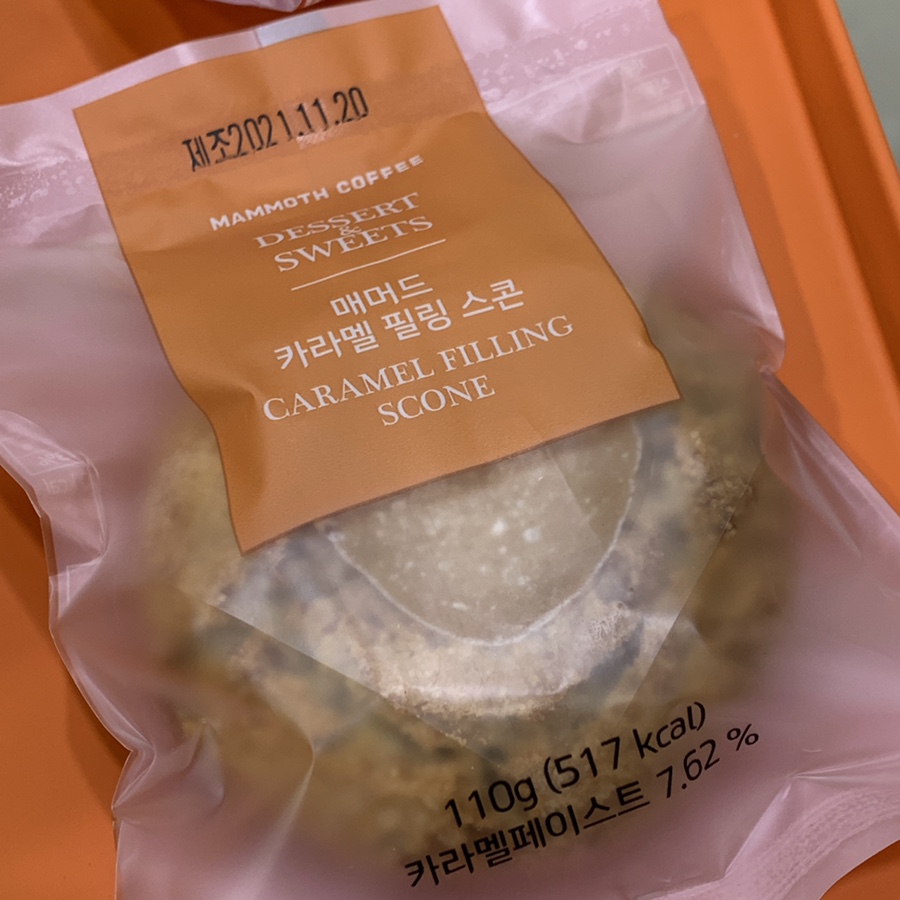 제조2021.11.20
MAMMOTH COFFEE
DESSERT
&
SWEETS
매머드
카라멜 필링 스콘
CARAMEL FILLING
SCONE
110g (517 kcal)
카라멜페이스트 7.62 %